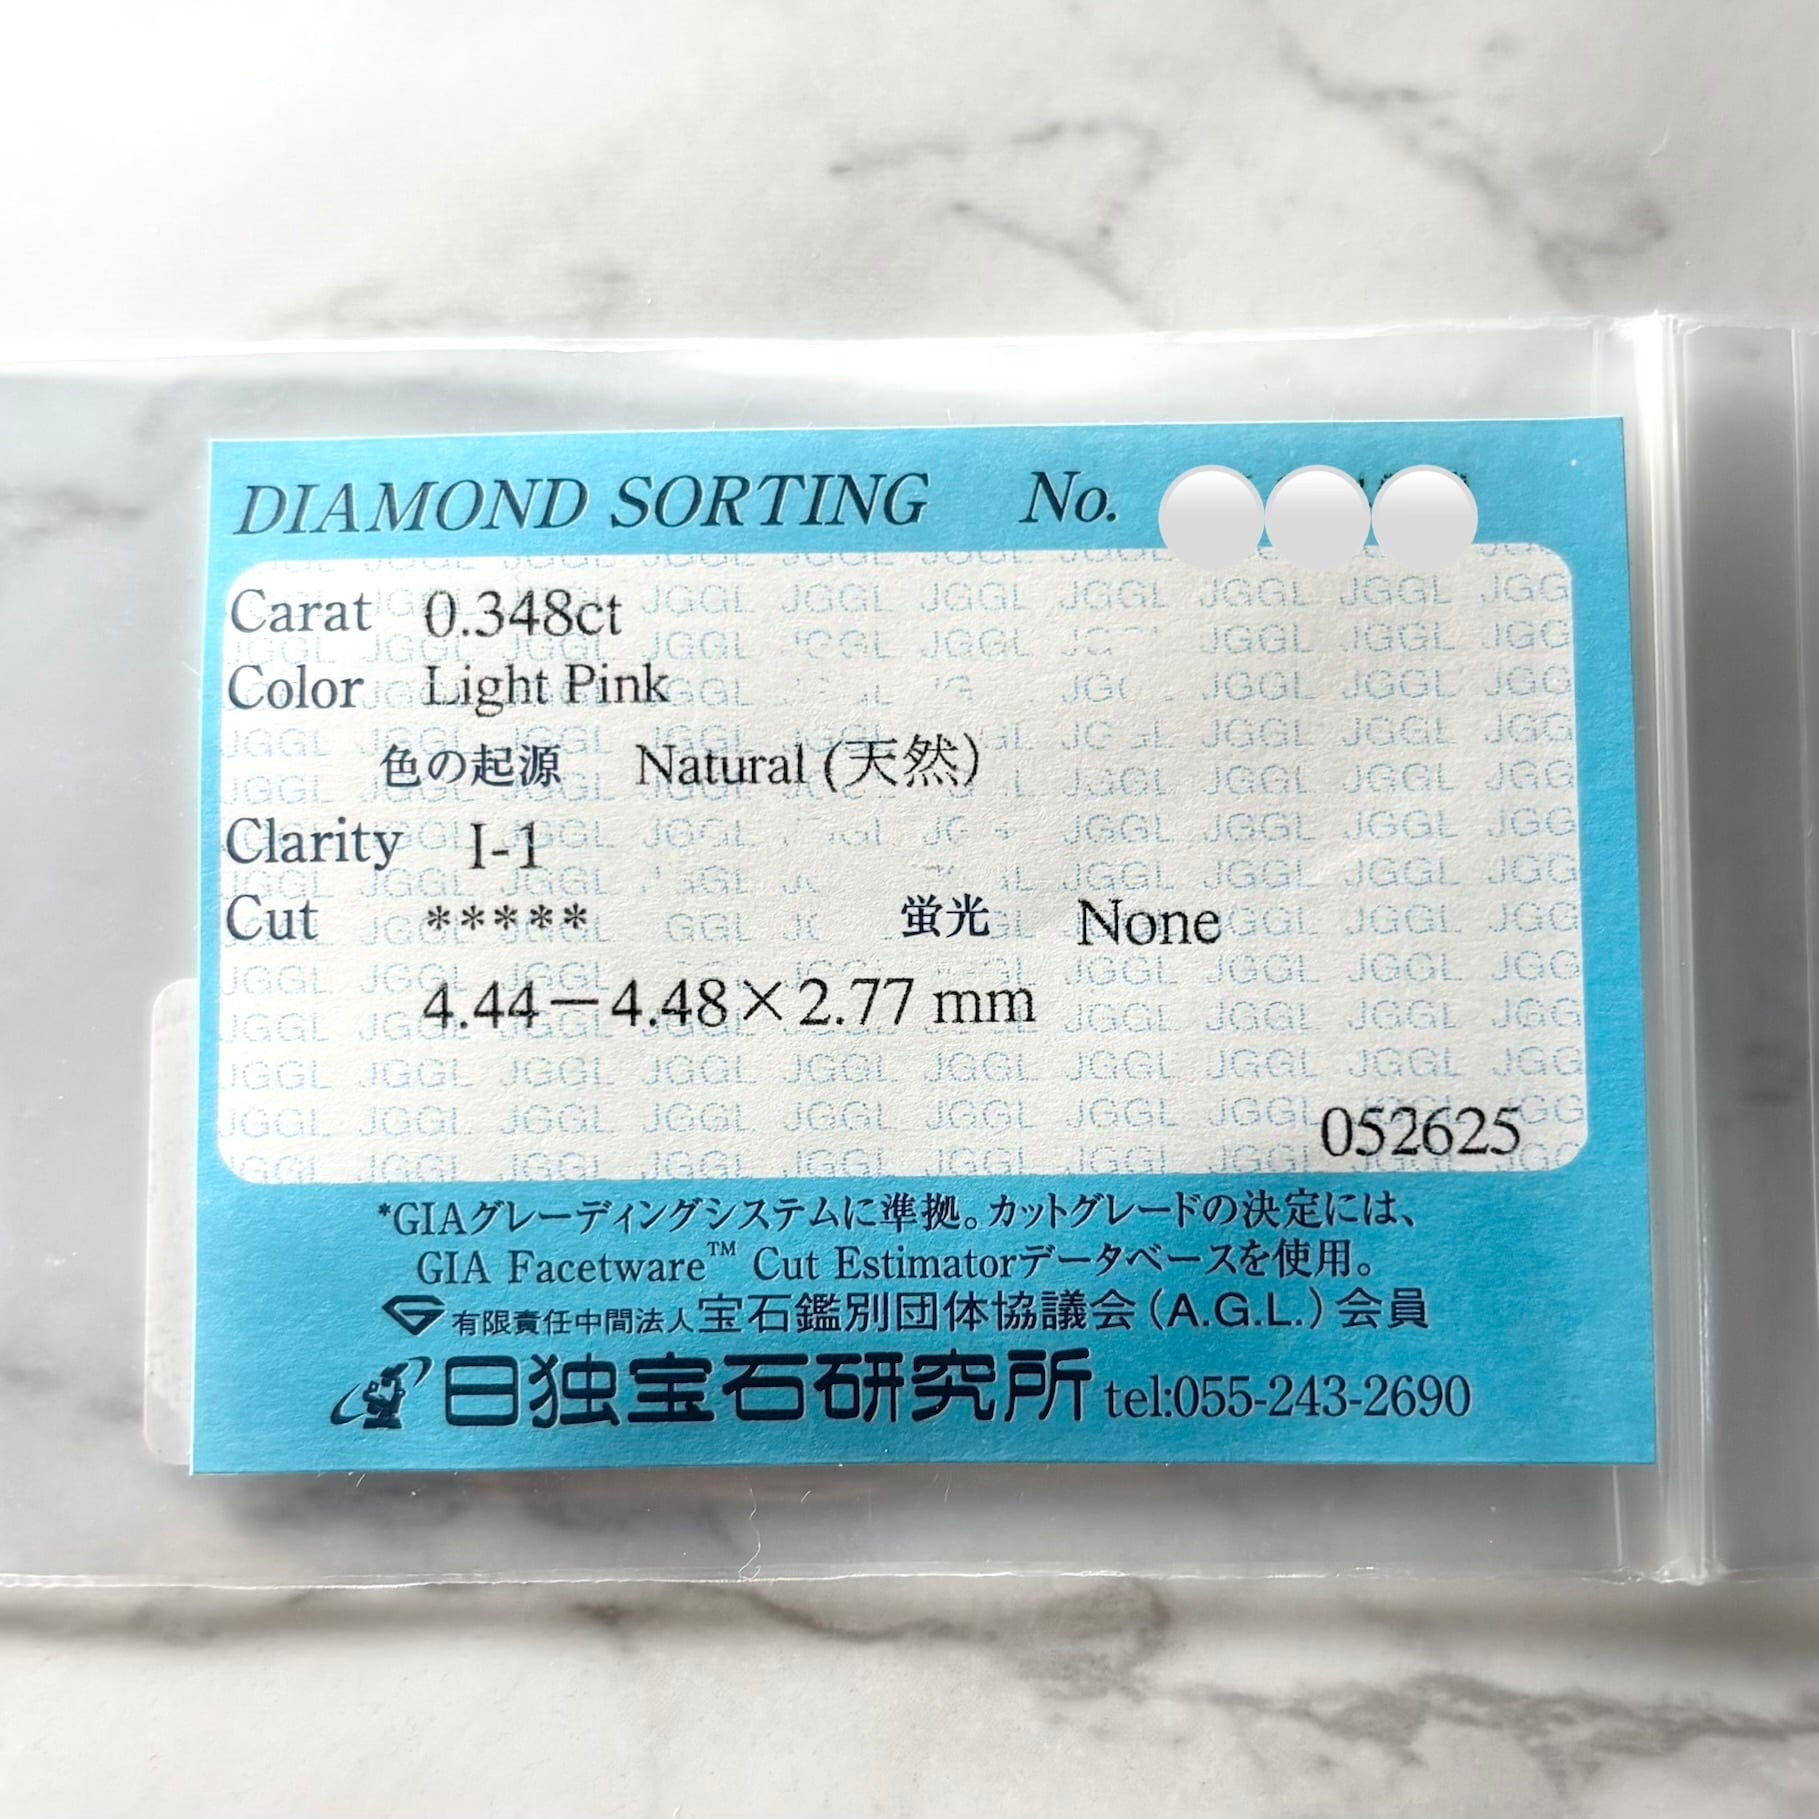 DIAMOND SORTING No.
Carat 0.348ct
Color Light Pink
色の起源 Natural (天然)
Clarity I-1
Cut ***** 蛍光 None
4.44－4.48×2.77 mm
052625
*GIAグレーディングシステムに準拠。カットグレードの決定には、
GIA Facetware™ Cut Estimatorデータベースを使用。
有限責任中間法人宝石鑑別団体協議会(A.G.L.)会員
日独宝石研究所 tel:055-243-2690
JGGL